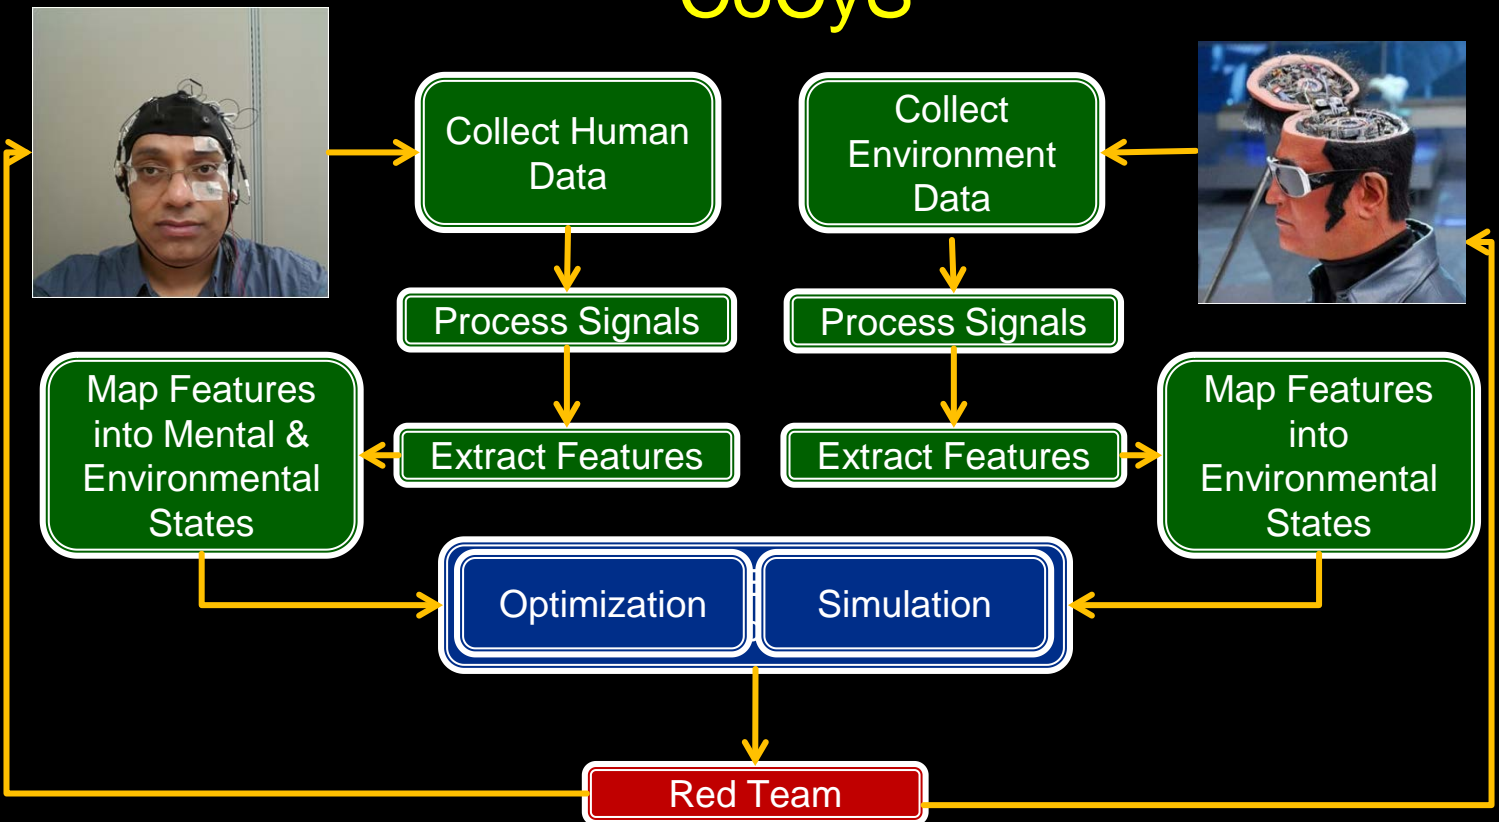 CoCyS
Collect Human
Data
Collect
Environment
Data
Process Signals
Process Signals
Map Features
into Mental &
Environmental
States
Extract Features
Extract Features
Map Features
into
Environmental
States
Optimization
Simulation
Red Team